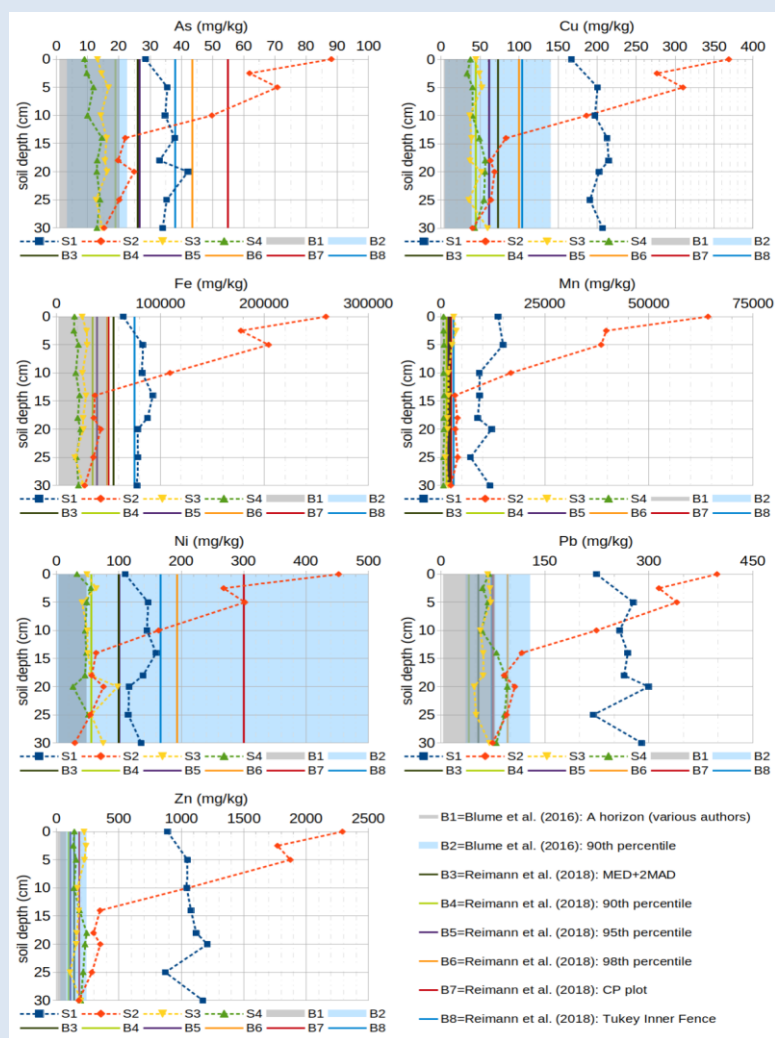 As (mg/kg)
0 10 20 30 40 50 60 70 80 90 100
soil depth (cm)
0
5
10
15
20
25
30
S1 S2 S3 S4 B1 B2
B3 B4 B5 B6 B7 B8
Cu (mg/kg)
0 50 100 150 200 250 300 350 400
soil depth (cm)
0
5
10
15
20
25
30
S1 S2 S3 S4 B1 B2
B3 B4 B5 B6 B7 B8
Fe (mg/kg)
0 100000 200000 300000
soil depth (cm)
0
5
10
15
20
25
30
S1 S2 S3 S4 B1 B2
B3 B4 B5 B6 B7 B8
Mn (mg/kg)
0 25000 50000 75000
soil depth (cm)
0
5
10
15
20
25
30
S1 S2 S3 S4 B1 B2
B3 B4 B5 B6 B7 B8
Ni (mg/kg)
0 100 200 300 400 500
soil depth (cm)
0
5
10
15
20
25
30
S1 S2 S3 S4 B1 B2
B3 B4 B5 B6 B7 B8
Pb (mg/kg)
0 150 300 450
soil depth (cm)
0
5
10
15
20
25
30
S1 S2 S3 S4 B1 B2
B3 B4 B5 B6 B7 B8
Zn (mg/kg)
0 500 1000 1500 2000 2500
soil depth (cm)
0
5
10
15
20
25
30
S1 S2 S3 S4 B1 B2
B3 B4 B5 B6 B7 B8
B1=Blume et al. (2016): A horizon (various authors)
B2=Blume et al. (2016): 90th percentile
B3=Reimann et al. (2018): MED+2MAD
B4=Reimann et al. (2018): 90th percentile
B5=Reimann et al. (2018): 95th percentile
B6=Reimann et al. (2018): 98th percentile
B7=Reimann et al. (2018): CP plot
B8=Reimann et al. (2018): Tukey Inner Fence